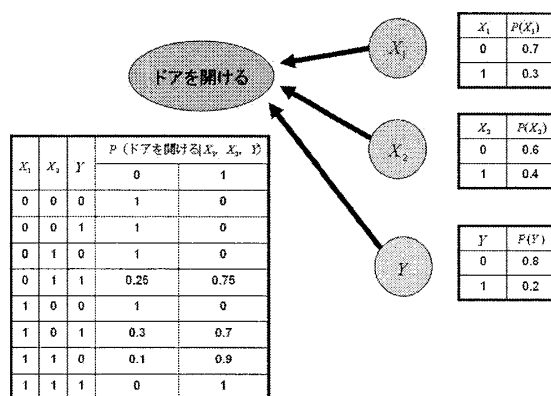 ドアを開ける
X₁
X₂
Y
X₁ P(X₁)
0 0.7
1 0.3
X₂ P(X₂)
0 0.6
1 0.4
Y P(Y)
0 0.8
1 0.2
X₁ X₂ Y P (ドアを開ける|X₁, X₂, Y)
0 1
0 0 0 1 0
0 0 1 1 0
0 1 0 1 0
0 1 1 0.25 0.75
1 0 0 1 0
1 0 1 0.3 0.7
1 1 0 0.1 0.9
1 1 1 0 1